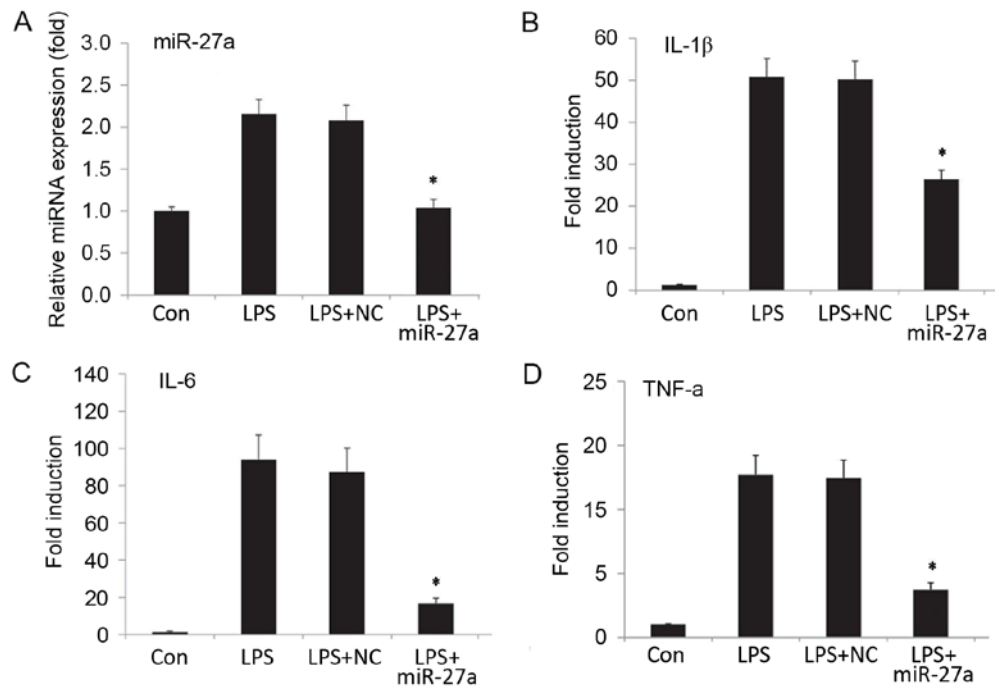 A
miR-27a
Relative miRNA expression (fold)
3.0
2.5
2.0
1.5
1.0
0.5
0.0
*
Con
LPS
LPS+NC
LPS+
miR-27a
B
IL-1β
Fold induction
60
50
40
30
20
10
0
*
Con
LPS
LPS+NC
LPS+
miR-27a
C
IL-6
Fold induction
140
120
100
80
60
40
20
0
*
Con
LPS
LPS+NC
LPS+
miR-27a
D
TNF-a
Fold induction
25
20
15
5
0
*
Con
LPS
LPS+NC
LPS+
miR-27a